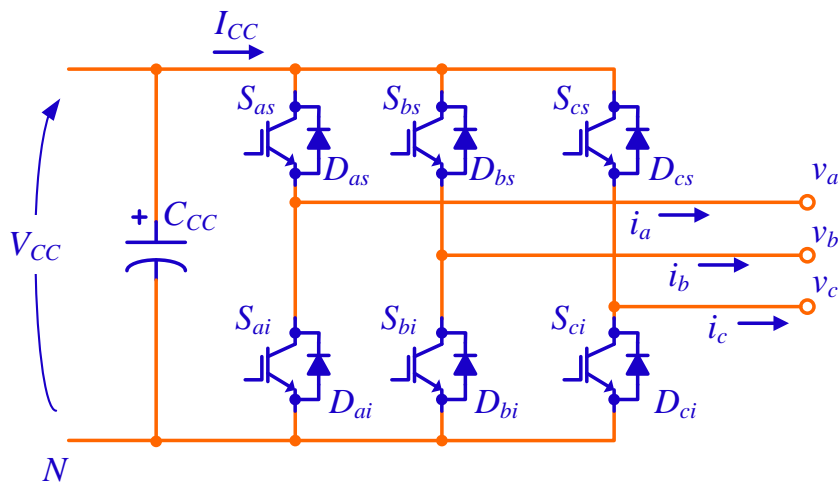 I_CC
S_as
S_bs
S_cs
D_as
D_bs
D_cs
v_a
+
C_CC
i_a
v_b
V_CC
i_b
v_c
S_ai
S_bi
S_ci
i_c
D_ai
D_bi
D_ci
N